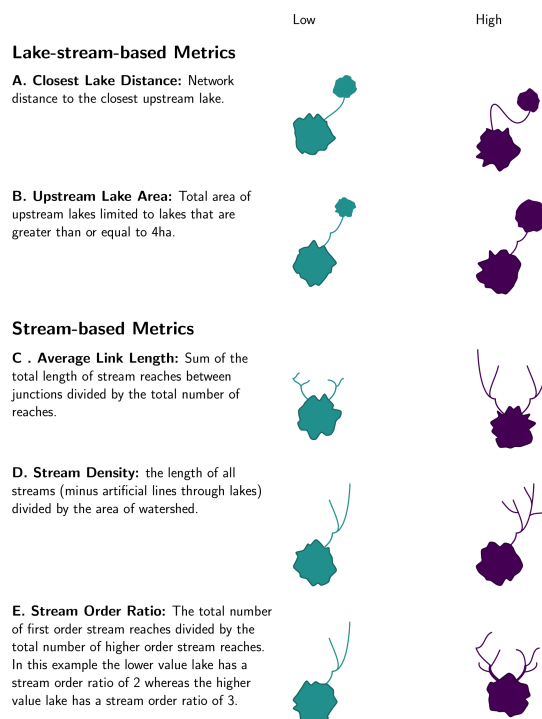 Low High
Lake-stream-based Metrics
A. Closest Lake Distance: Network
distance to the closest upstream lake.
B. Upstream Lake Area: Total area of
upstream lakes limited to lakes that are
greater than or equal to 4ha.
Stream-based Metrics
C . Average Link Length: Sum of the
total length of stream reaches between
junctions divided by the total number of
reaches.
D. Stream Density: the length of all
streams (minus artificial lines through lakes)
divided by the area of watershed.
E. Stream Order Ratio: The total number
of first order stream reaches divided by the
total number of higher order stream reaches.
In this example the lower value lake has a
stream order ratio of 2 whereas the higher
value lake has a stream order ratio of 3.